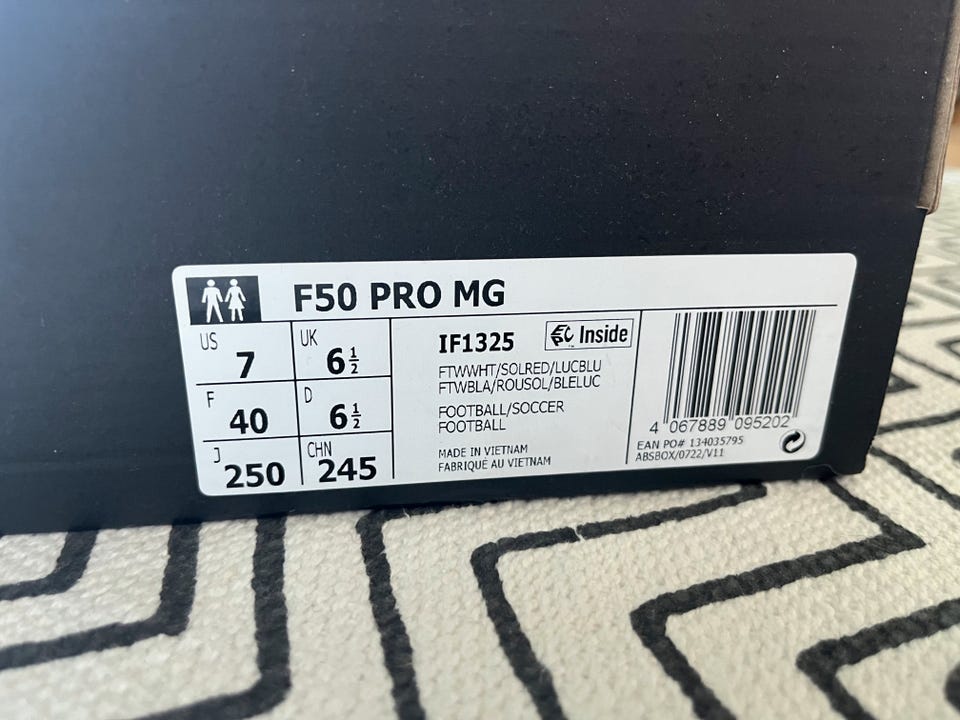 F50 PRO MG
US 7 UK 6 1/2
F 40 D 6 1/2
J 250 CHN 245
IF1325
Inside
FTWWHT/SOLRED/LUCBLU
FTWBLA/ROUSOL/BLELUC
FOOTBALL/SOCCER
FOOTBALL
MADE IN VIETNAM
FABRIQUÉ AU VIETNAM
4 067889 095202
EAN PO# 134035795
ABSBOX/0722/V11